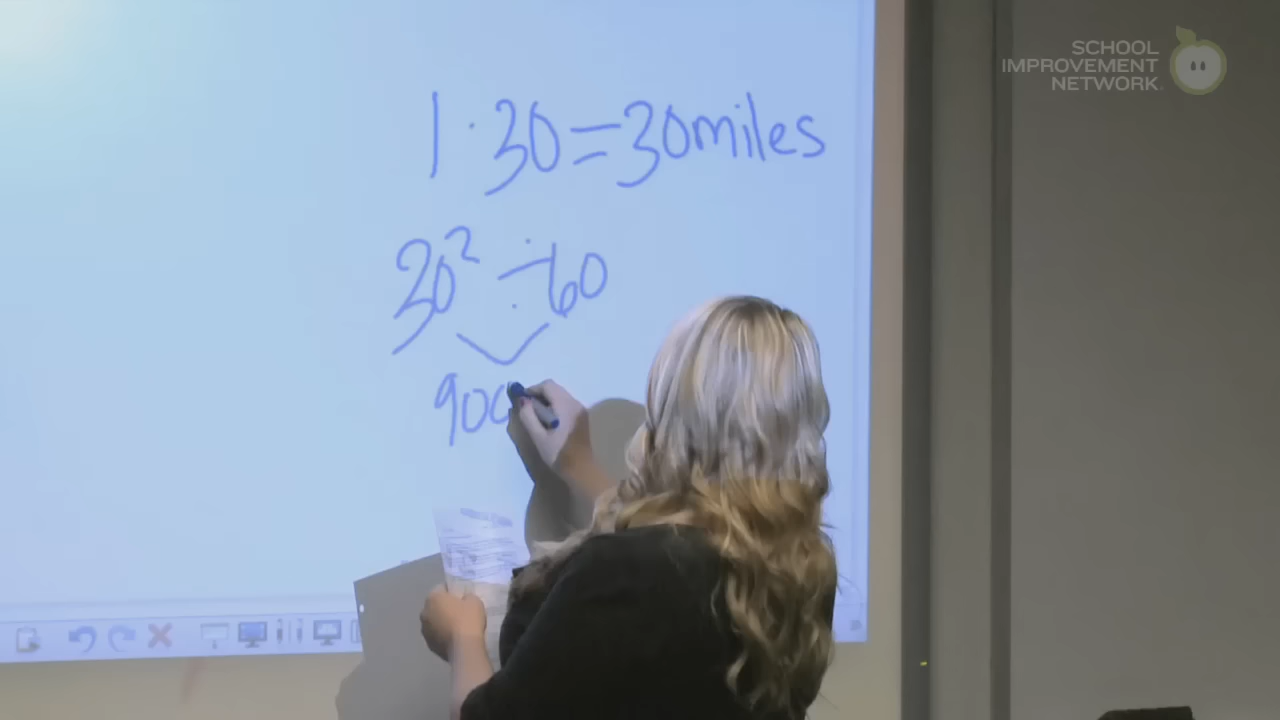 SCHOOL
IMPROVEMENT
NETWORK
1 · 30 = 30 miles
30² ÷ 60
900